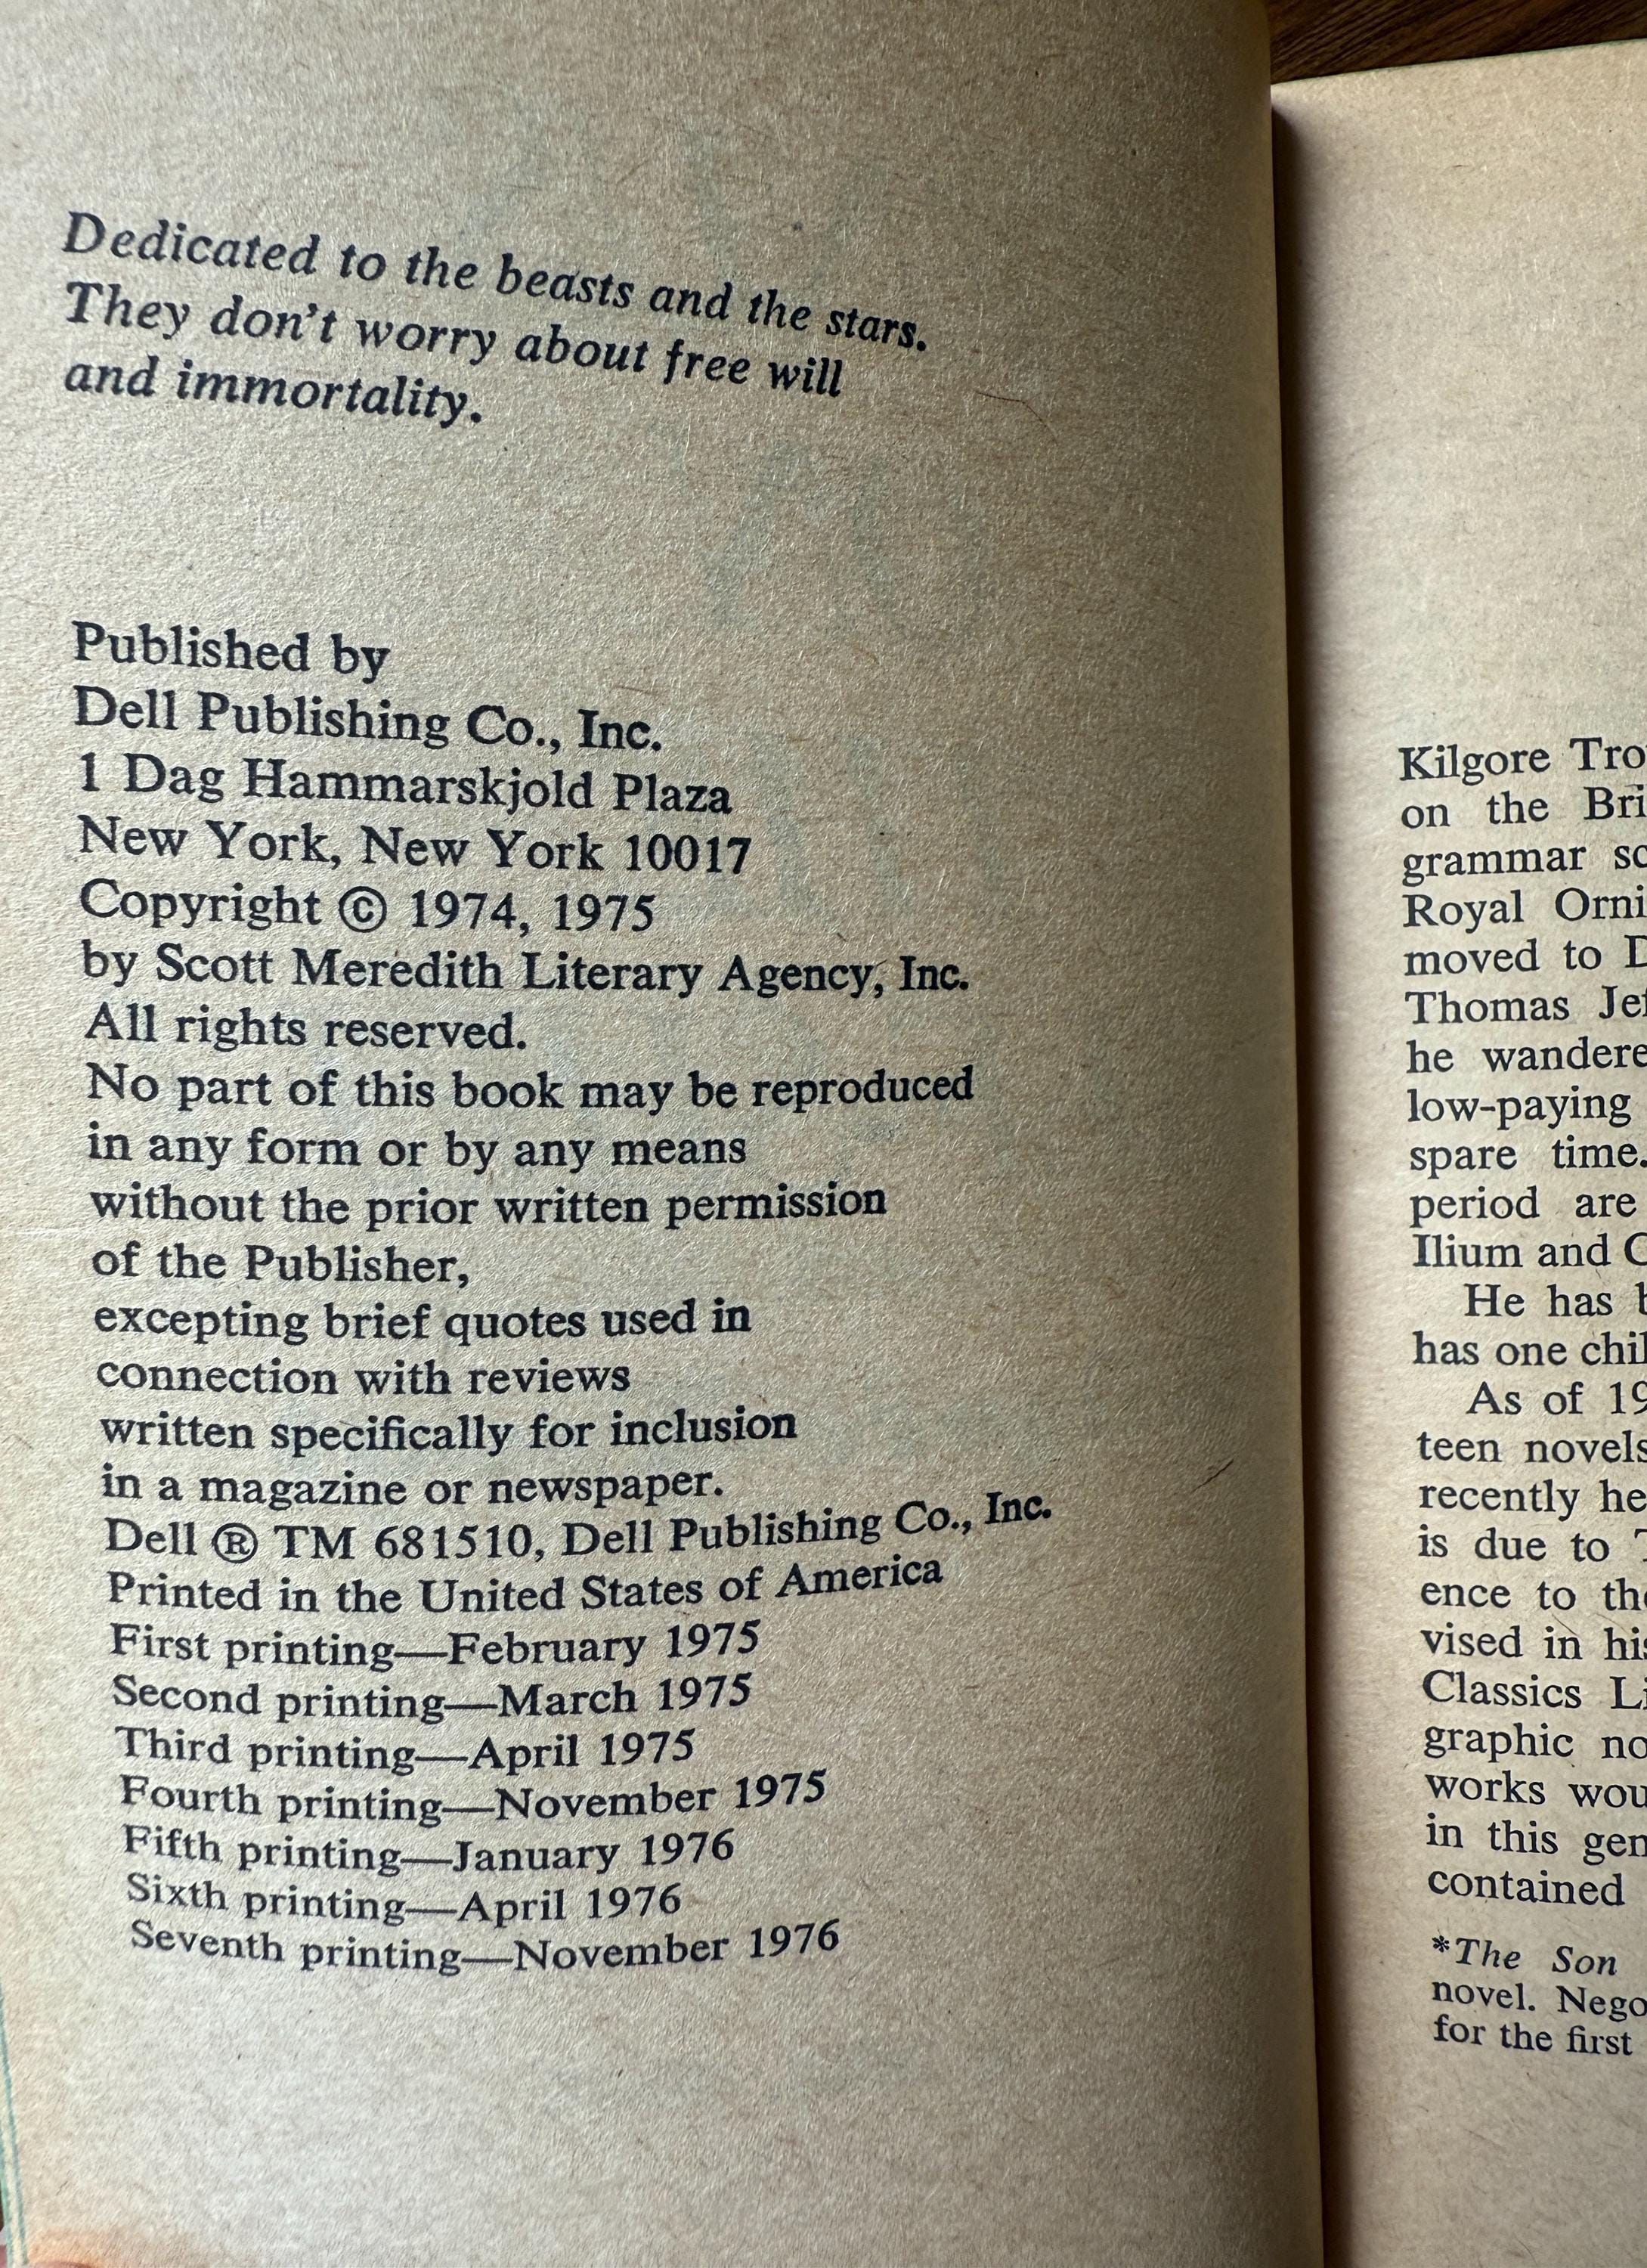 Dedicated to the beasts and the stars.
They don't worry about free will
and immortality.
Published by
Dell Publishing Co., Inc.
1 Dag Hammarskjold Plaza
New York, New York 10017
Copyright © 1974, 1975
by Scott Meredith Literary Agency, Inc.
All rights reserved.
No part of this book may be reproduced
in any form or by any means
without the prior written permission
of the Publisher,
excepting brief quotes used in
connection with reviews
written specifically for inclusion
in a magazine or newspaper.
Dell ® TM 681510, Dell Publishing Co., Inc.
Printed in the United States of America
First printing—February 1975
Second printing—March 1975
Third printing—April 1975
Fourth printing—November 1975
Fifth printing—January 1976
Sixth printing—April 1976
Seventh printing—November 1976
Kilgore
on the
grammar
Royal
moved to
Thomas
he
low-paying
spare time.
period are
Ilium and
He has
has one
As of
teen novels
recently he
is due to
ence to
vised in
Classics
graphic
works
in this
contained
*The Son
novel.
for the first